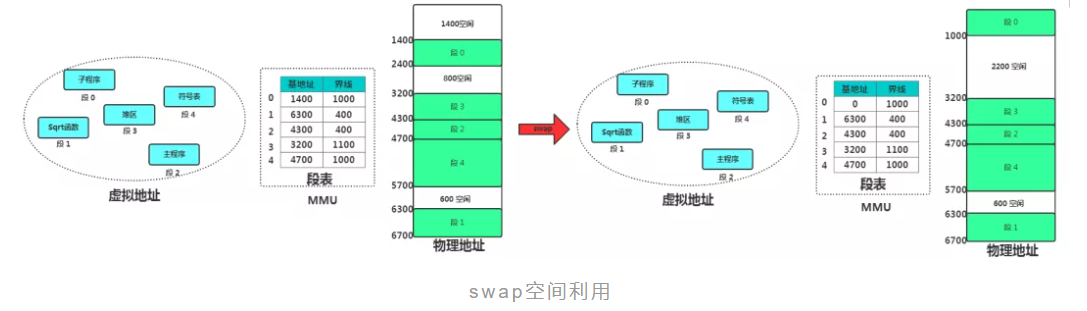 子程序
段 0
符号表
段 4
堆区
段 3
Sqrt函数
段 1
主程序
段 2
虚拟地址
基地址 界线
0 1400 1000
1 6300 400
2 4300 400
3 3200 1100
4 4700 1000
段表
MMU
1400空间
1400
段 0
2400
800空间
3200
段 3
4300
段 2
4700
段 4
5700
600 空间
6300
段 1
6700
物理地址
swap
子程序
段 0
符号表
段 4
堆区
段 3
Sqrt函数
段 1
主程序
段 2
虚拟地址
基地址 界线
0 0 1000
1 6300 400
2 4300 400
3 3200 1100
4 4700 1000
段表
MMU
段 0
1000
2200 空间
3200
段 3
4300
段 2
4700
段 4
5700
600 空间
6300
段 1
6700
物理地址
swap空间利用